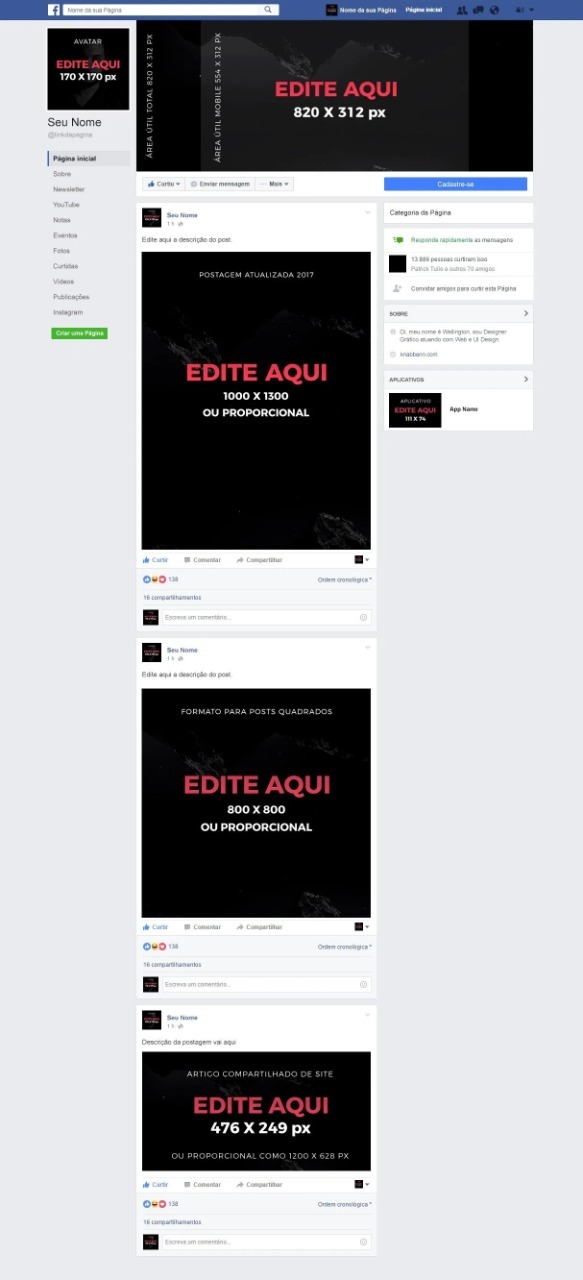 Nome da sua Página
Nome da sua Página
Página inicial
AVATAR
EDITE AQUI
170 X 170 px
Seu Nome
@linkdapagina
Página inicial
Sobre
Newsletter
YouTube
Notas
Eventos
Fotos
Curtidas
Vídeos
Publicações
Instagram
Criar uma Página
ÁREA ÚTIL TOTAL 820 X 312 PX
ÁREA ÚTIL MOBILE 554 X 312 PX
EDITE AQUI
820 X 312 px
Curtiu
Enviar mensagem
Mais
Cadastre-se
Seu Nome
1 h
Edite aqui a descrição do post.
POSTAGEM ATUALIZADA 2017
EDITE AQUI
1000 X 1300
OU PROPORCIONAL
Curtir Comentar Compartilhar
138 Ordem cronológica
16 compartilhamentos
Escreva um comentário...
Categoria da Página
Responde rapidamente as mensagens
13.888 pessoas curtiram isso
Patrick Tulio e outros 70 amigos
Convidar amigos para curtir esta Página
SOBRE
Oi, meu nome é Wellington, sou Designer
Gráfico atuando com Web e UI Design.
knabbenn.com
APLICATIVOS
APLICATIVO
EDITE AQUI
111 X 74
App Name
Seu Nome
1 h
Edite aqui a descrição do post.
FORMATO PARA POSTS QUADRADOS
EDITE AQUI
800 X 800
OU PROPORCIONAL
Curtir Comentar Compartilhar
138 Ordem cronológica
16 compartilhamentos
Escreva um comentário...
Seu Nome
1 h
Descrição da postagem vai aqui
ARTIGO COMPARTILHADO DE SITE
EDITE AQUI
476 X 249 px
OU PROPORCIONAL COMO 1200 X 628 PX
Curtir Comentar Compartilhar
138 Ordem cronológica
16 compartilhamentos
Escreva um comentário...